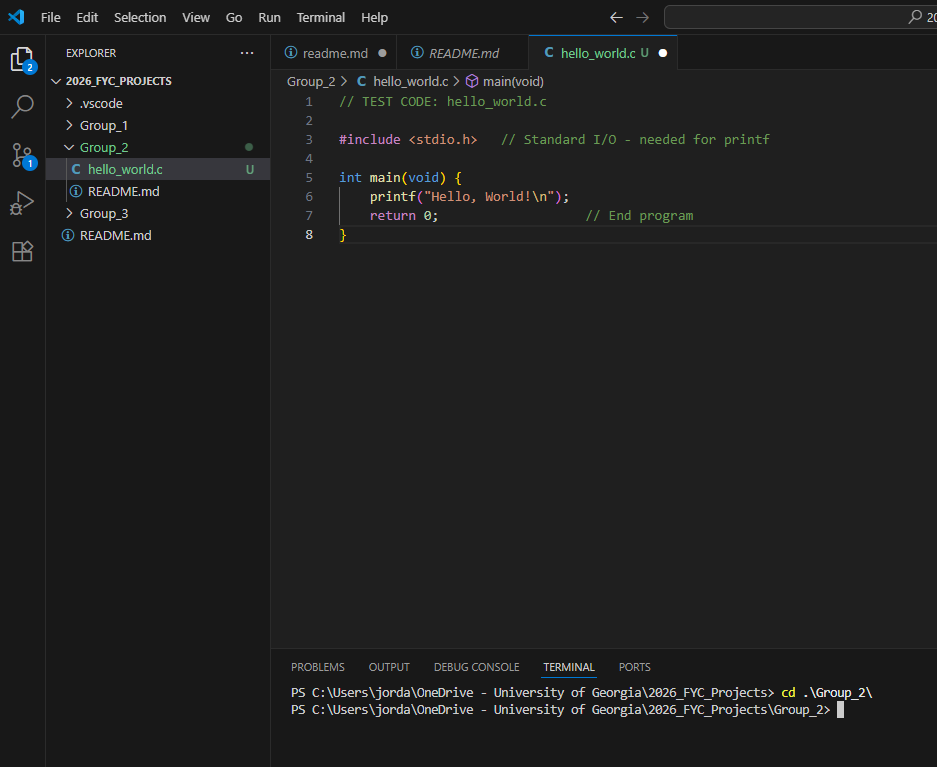 File Edit Selection View Go Run Terminal Help
20
EXPLORER ...
readme.md
README.md
C hello_world.c U
2026_FYC_PROJECTS
.vscode
Group_1
Group_2
C hello_world.c U
README.md
Group_3
README.md
2
1
Group_2 > C hello_world.c > main(void)
1 // TEST CODE: hello_world.c
2
3 #include <stdio.h> // Standard I/O - needed for printf
4
5 int main(void) {
6 printf("Hello, World!\n");
7 return 0; // End program
8 }
PROBLEMS OUTPUT DEBUG CONSOLE TERMINAL PORTS
PS C:\Users\jorda\OneDrive - University of Georgia\2026_FYC_Projects> cd .\Group_2\
PS C:\Users\jorda\OneDrive - University of Georgia\2026_FYC_Projects\Group_2>